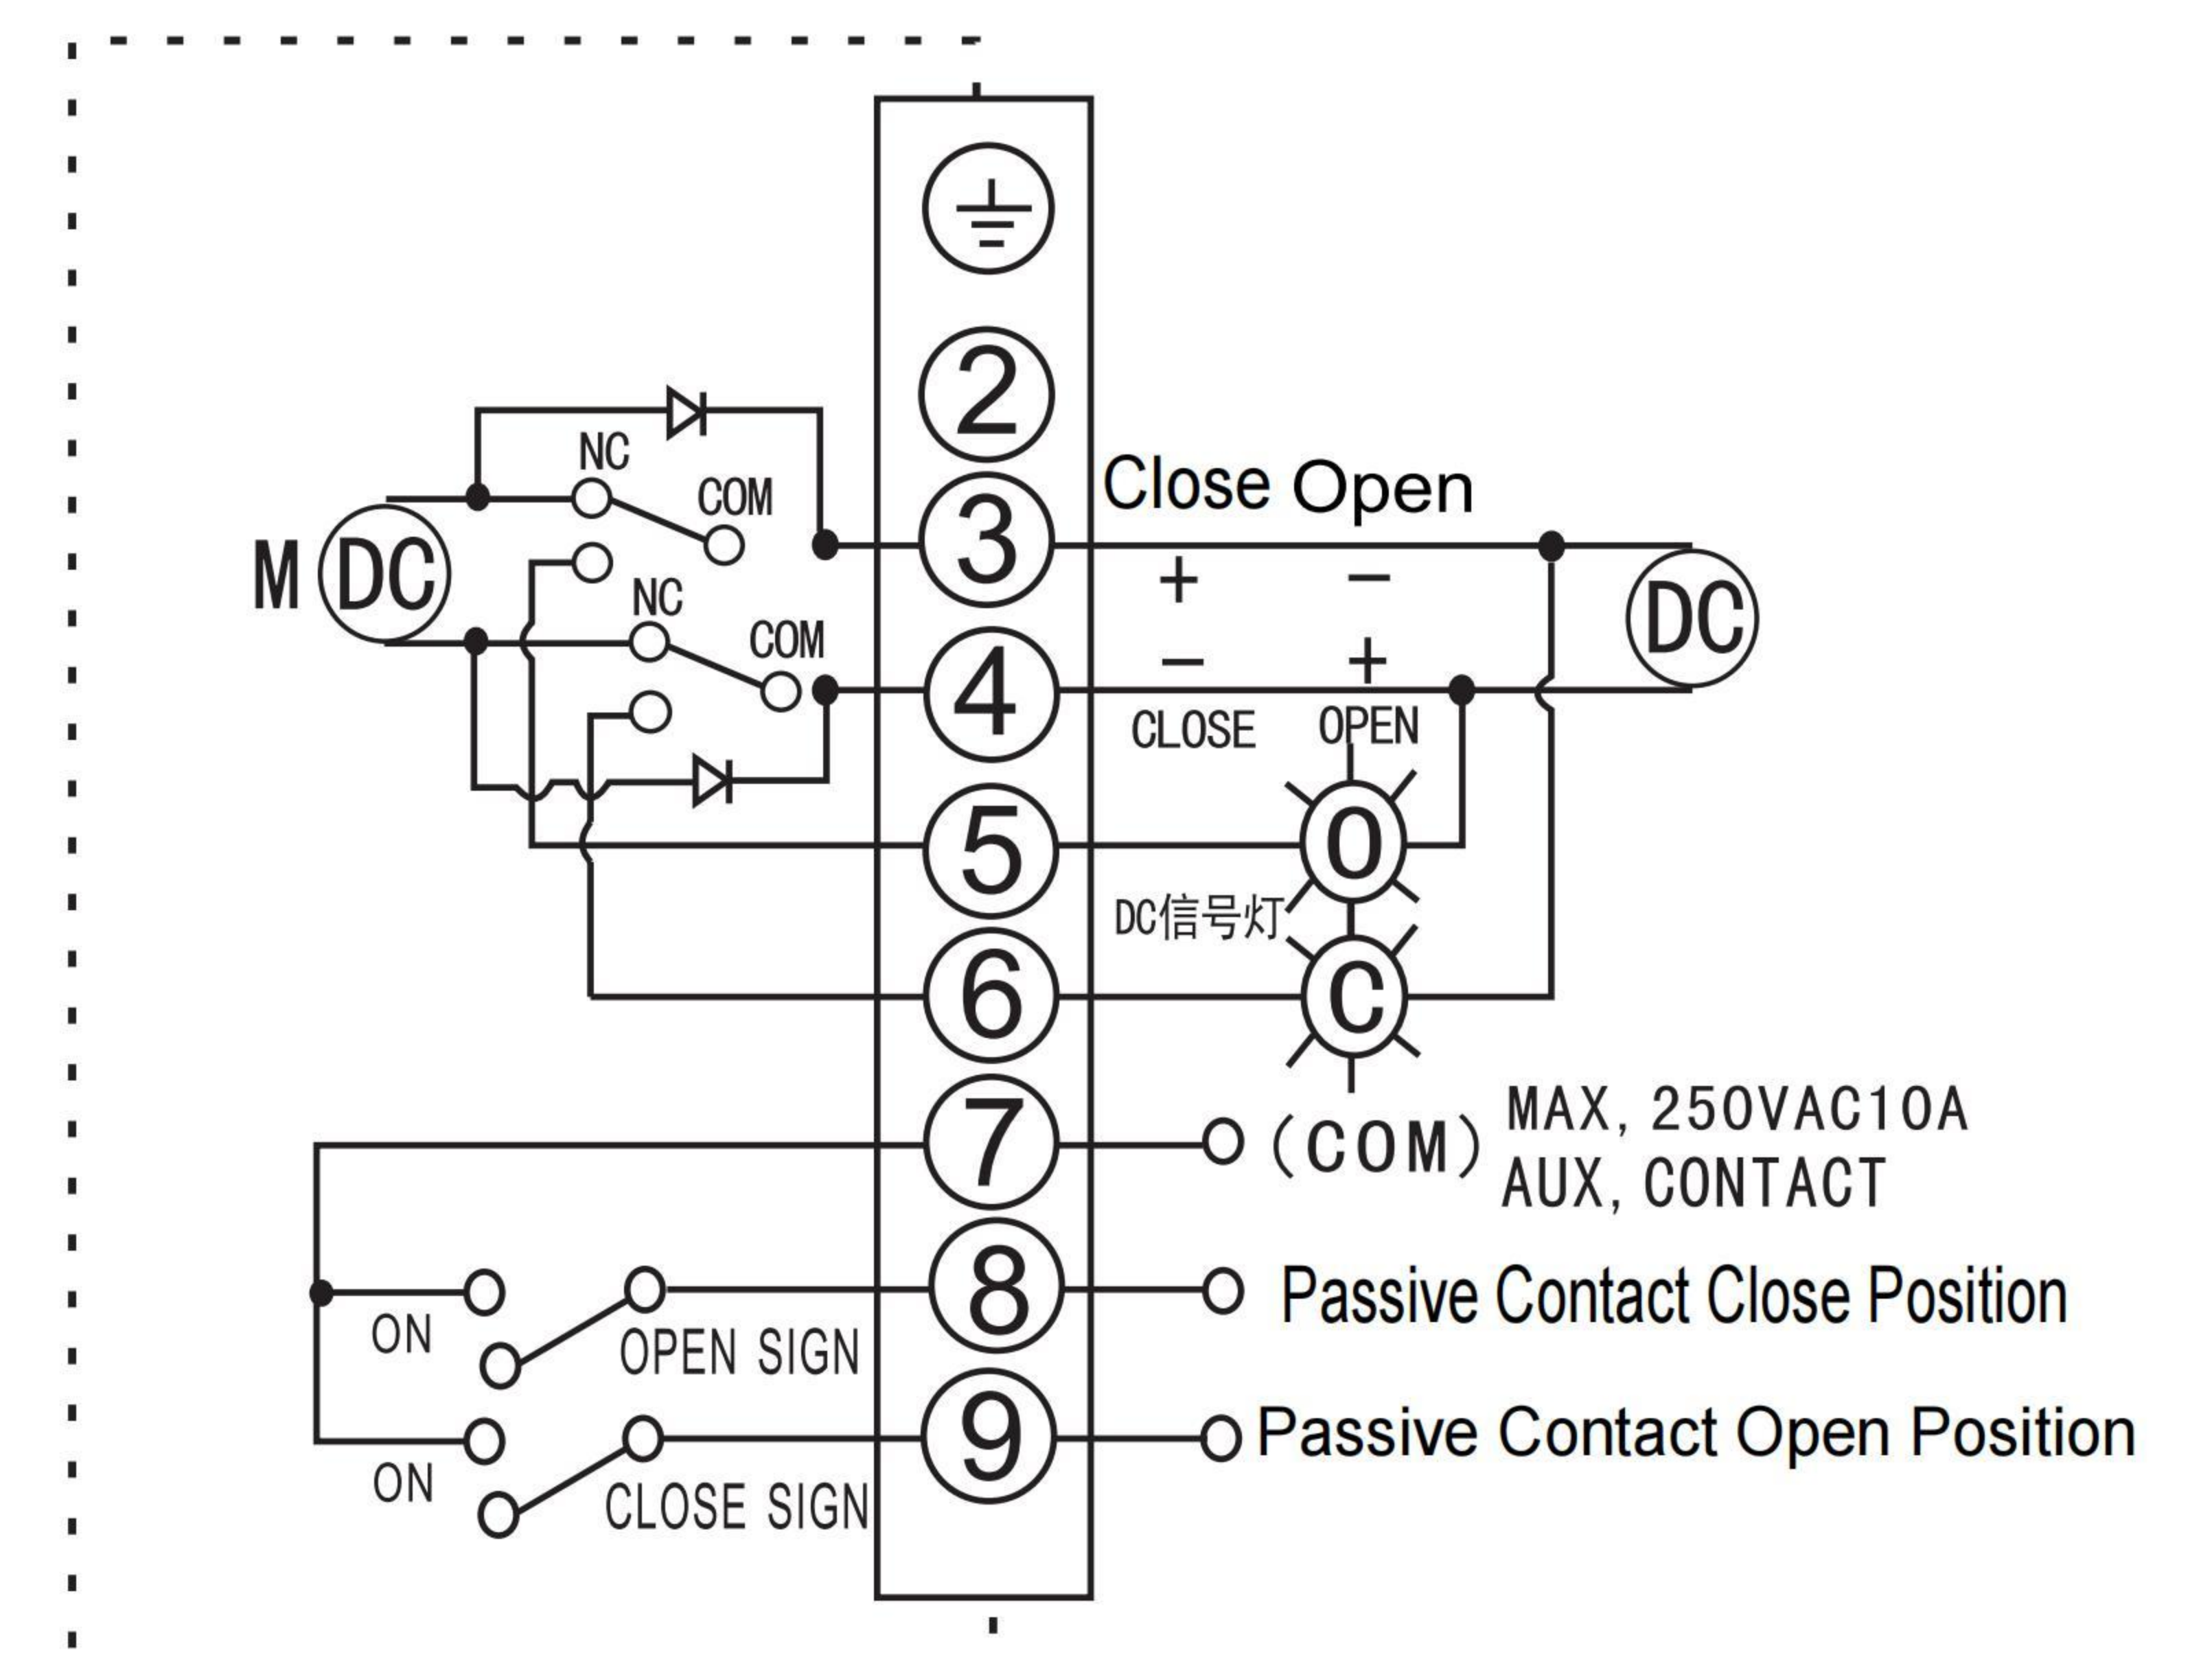 2
NC
COM
Close Open
3
M DC
+ −
DC
NC
COM
− +
4
CLOSE OPEN
5
O
DC信号灯
6
C
7
(COM) MAX, 250VAC10A
AUX, CONTACT
8
Passive Contact Close Position
ON
OPEN SIGN
9
Passive Contact Open Position
ON
CLOSE SIGN